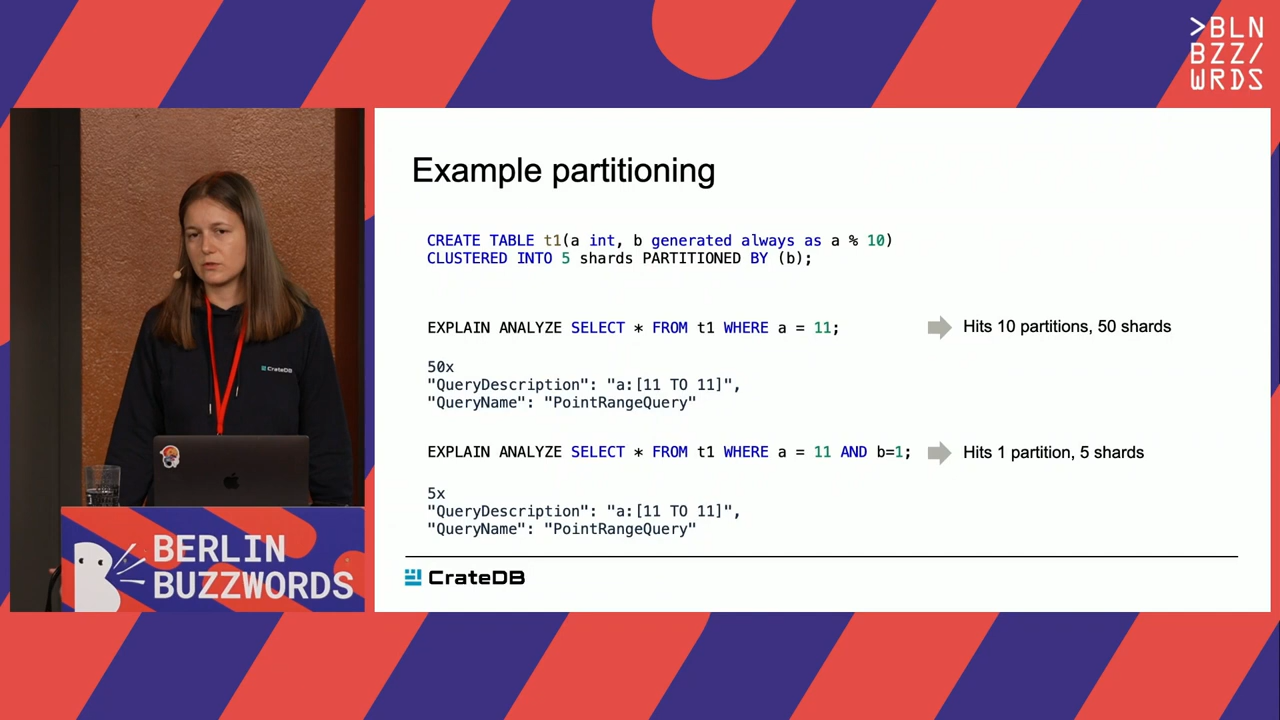 >BLN
BZZ/
WRDS
Example partitioning
CREATE TABLE t1(a int, b generated always as a % 10)
CLUSTERED INTO 5 shards PARTITIONED BY (b);
EXPLAIN ANALYZE SELECT * FROM t1 WHERE a = 11;
Hits 10 partitions, 50 shards
50x
"QueryDescription": "a:[11 TO 11]",
"QueryName": "PointRangeQuery"
EXPLAIN ANALYZE SELECT * FROM t1 WHERE a = 11 AND b=1;
Hits 1 partition, 5 shards
5x
"QueryDescription": "a:[11 TO 11]",
"QueryName": "PointRangeQuery"
CrateDB
CrateDB
BERLIN
BUZZWORDS